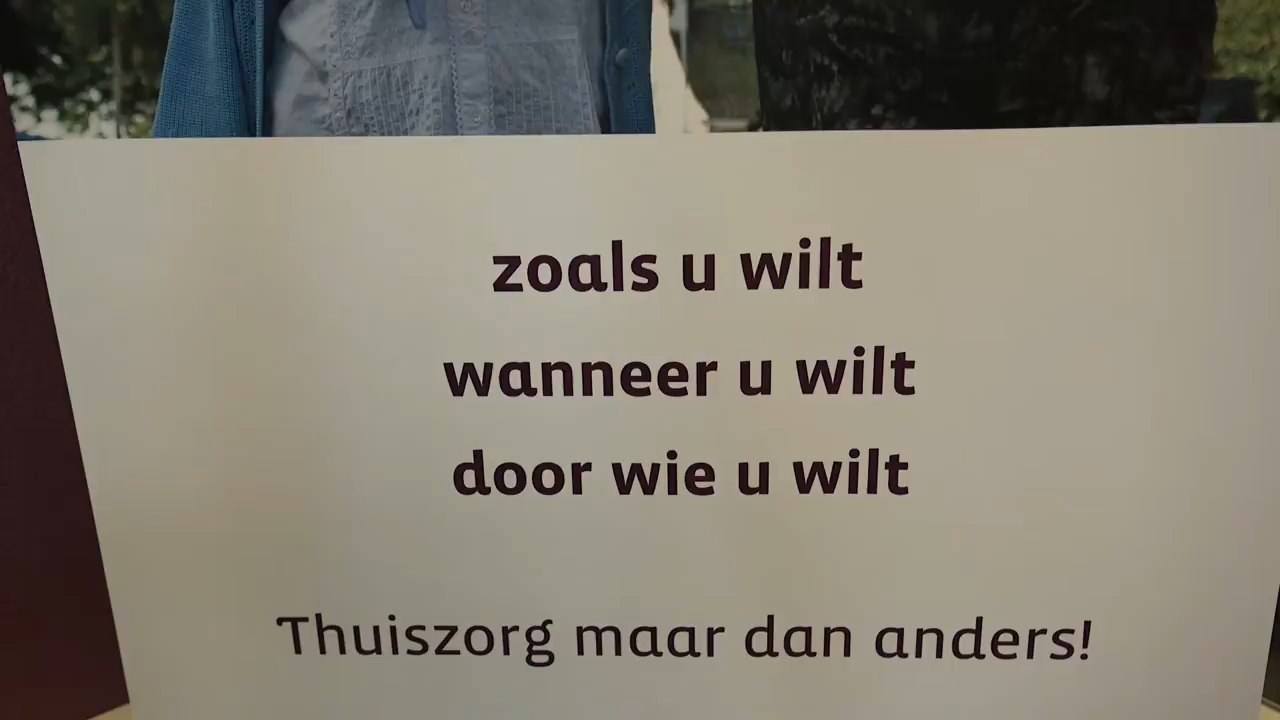 zoals u wilt
wanneer u wilt
door wie u wilt
Thuiszorg maar dan anders!